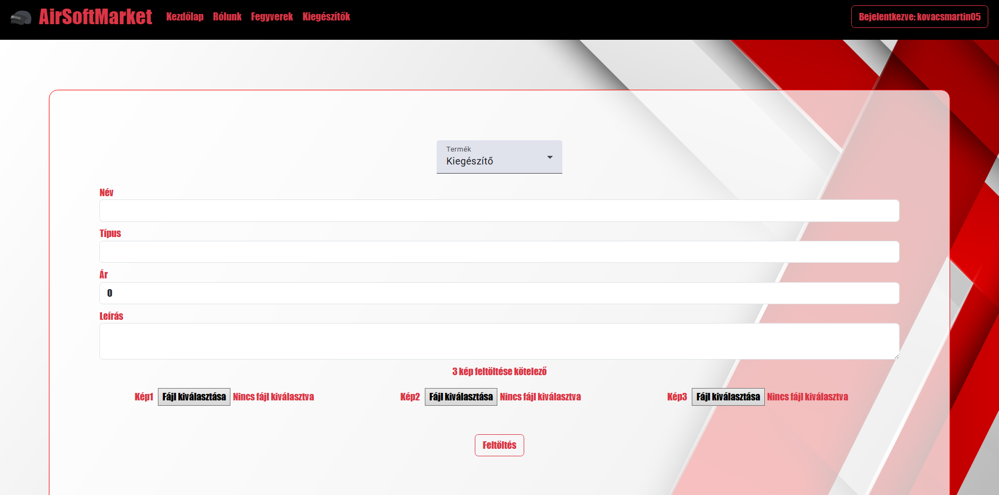 AirSoftMarket Kezdőlap Rólunk Fegyverek Kiegészítők Bejelentkezve: kovacsmartin05
Termék
Kiegészítő
Név
Típus
Ár
0
Leírás
3 kép feltöltése kötelező
Kép1 Fájl kiválasztása Nincs fájl kiválasztva Kép2 Fájl kiválasztása Nincs fájl kiválasztva Kép3 Fájl kiválasztása Nincs fájl kiválasztva
Feltöltés